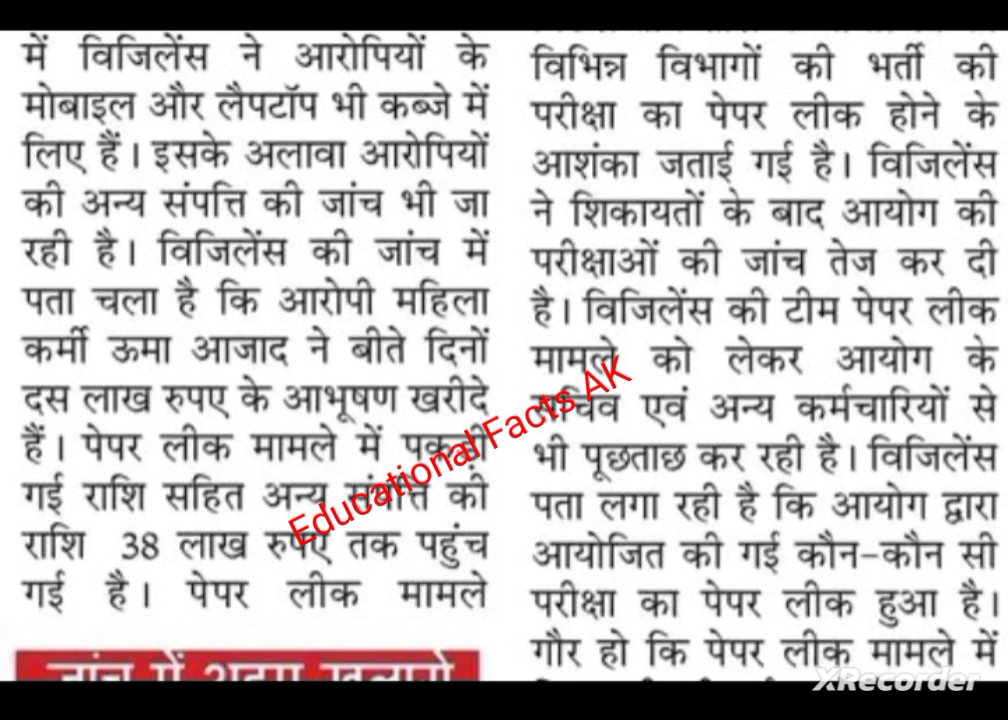 में विजिलेंस ने आरोपियों के
मोबाइल और लैपटॉप भी कब्जे में
लिए हैं। इसके अलावा आरोपियों
की अन्य संपत्ति की जांच भी जा
रही है। विजिलेंस की जांच में
पता चला है कि आरोपी महिला
कर्मी ऊमा आजाद ने बीते दिनों
दस लाख रुपए के आभूषण खरीदे
हैं। पेपर लीक मामले में पकड़ी
गई राशि सहित अन्य संपत्ति की
राशि 38 लाख रुपए तक पहुंच
गई है। पेपर लीक मामले
विभिन्न विभागों की भर्ती की
परीक्षा का पेपर लीक होने के
आशंका जताई गई है। विजिलेंस
ने शिकायतों के बाद आयोग की
परीक्षाओं की जांच तेज कर दी
है। विजिलेंस की टीम पेपर लीक
मामले को लेकर आयोग के
सचिव एवं अन्य कर्मचारियों से
भी पूछताछ कर रही है। विजिलेंस
पता लगा रही है कि आयोग द्वारा
आयोजित की गई कौन-कौन सी
परीक्षा का पेपर लीक हुआ है।
गौर हो कि पेपर लीक मामले में
Educational Facts AK
XRecorder